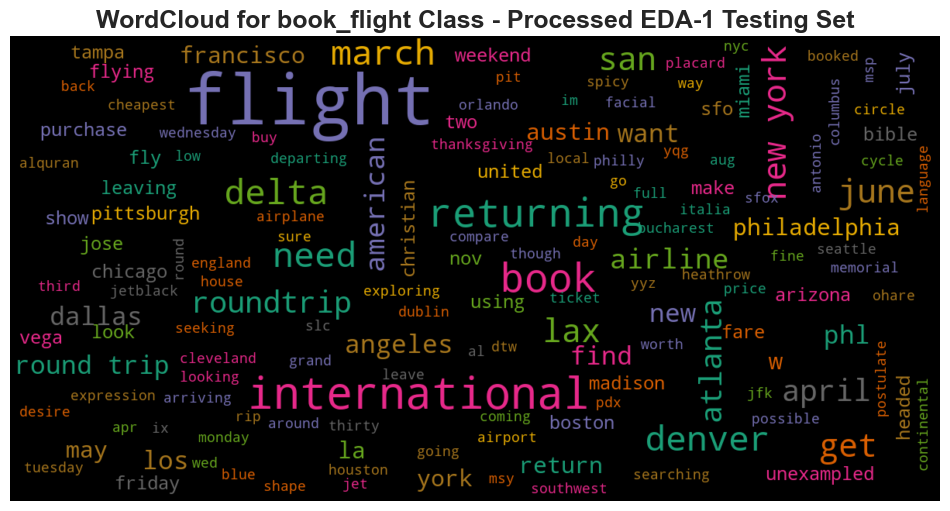 WordCloud for book_flight Class - Processed EDA-1 Testing Set
tampa francisco march weekend san nyc booked
flying placard way msp july
back flight pit spicy miami new york
cheapest orlando im facial sfo columbus circle
purchase wednesday buy two austin want bible
alquran fly low departing american thanksgiving local philly yqg aug antonio cycle language
leaving united go full make sfox june
show pittsburgh delta airplane christian returning italia philadelphia
jose sure need compare though day bucharest fine seattle
round england nov airline yyz heathrow memorial
third chicago house book price arizona ohare
jetblack roundtrip exploring using ticket
dallas seeking dublin lax new fare phl
vega look slc angeles worth atlanta
round trip cleveland grand al dtw find w postulate
looking leave madison april
desire expression arriving international pdx jfk headed continental
rip around coming boston possible
apr ix thirty airport denver get
may monday la going
tuesday los wed houston york return searching unexampled
friday blue shape jet msy southwest